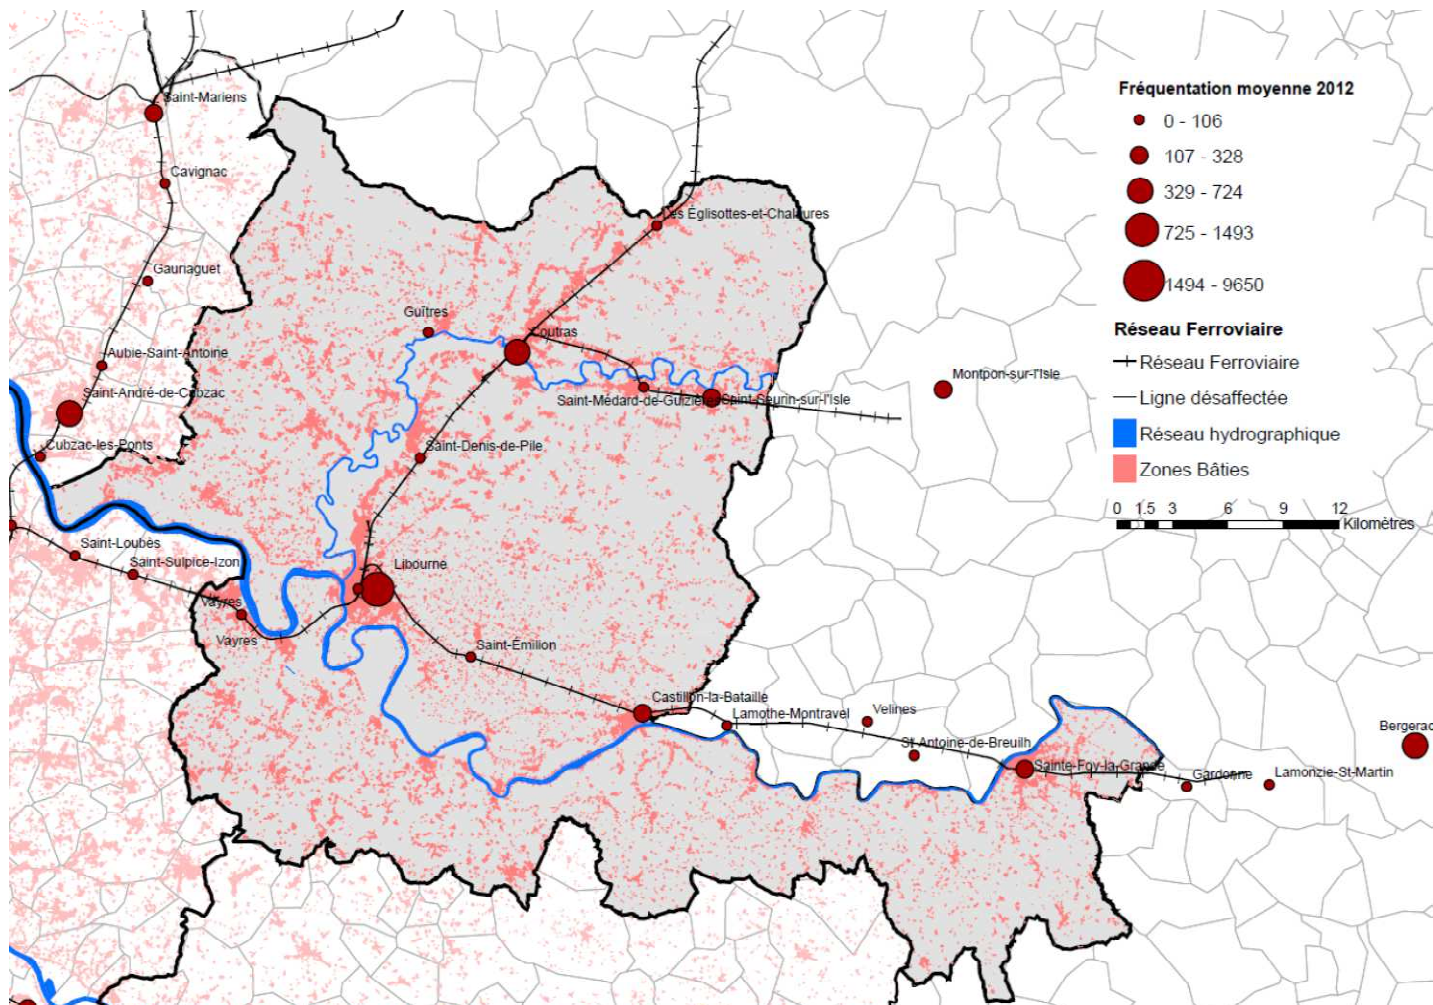 Saint-Mariens
Cavignac
Gauriaguet
Aubie-Saint-Antoine
Saint-André-de-Cubzac
Cubzac-les-Ponts
Saint-Loubès
Saint-Sulpice-Izon
Vayres
Vayres
Libourne
Saint-Émilion
Saint-Denis-de-Pile
Guîtres
Coutras
Les Églisottes-et-Chalaures
Saint-Médard-de-Guizières
Saint-Seurin-sur-l'Isle
Montpon-sur-l'Isle
Castillon-la-Bataille
Lamothe-Montravel
Velines
St-Antoine-de-Breuilh
Sainte-Foy-la-Grande
Gardonne
Lamonzie-St-Martin
Bergerac
Fréquentation moyenne 2012
0 - 106
107 - 328
329 - 724
725 - 1493
1494 - 9650
Réseau Ferroviaire
Réseau Ferroviaire
Ligne désaffectée
Réseau hydrographique
Zones Bâties
0 1.5 3 6 9 12
Kilomètres